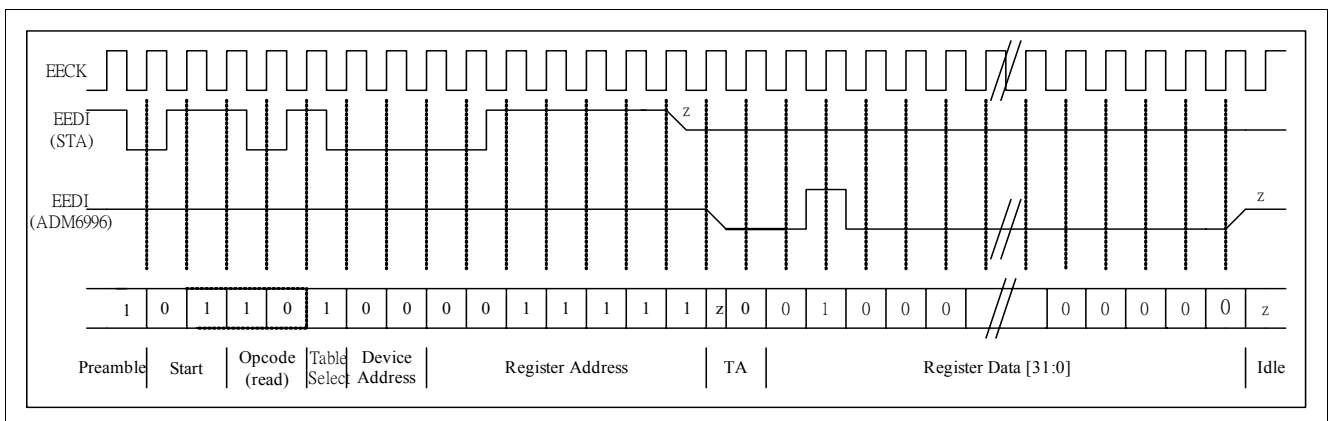 EECK
EEDI
(STA)
z
EEDI
(ADM6996)
z
1 0 1 1 0 1 0 0 0 0 1 1 1 1 1 z 0 0 1 0 0 0 0 0 0 0 0 z
Preamble Start Opcode (read) Table Select Device Address Register Address TA Register Data [31:0] Idle